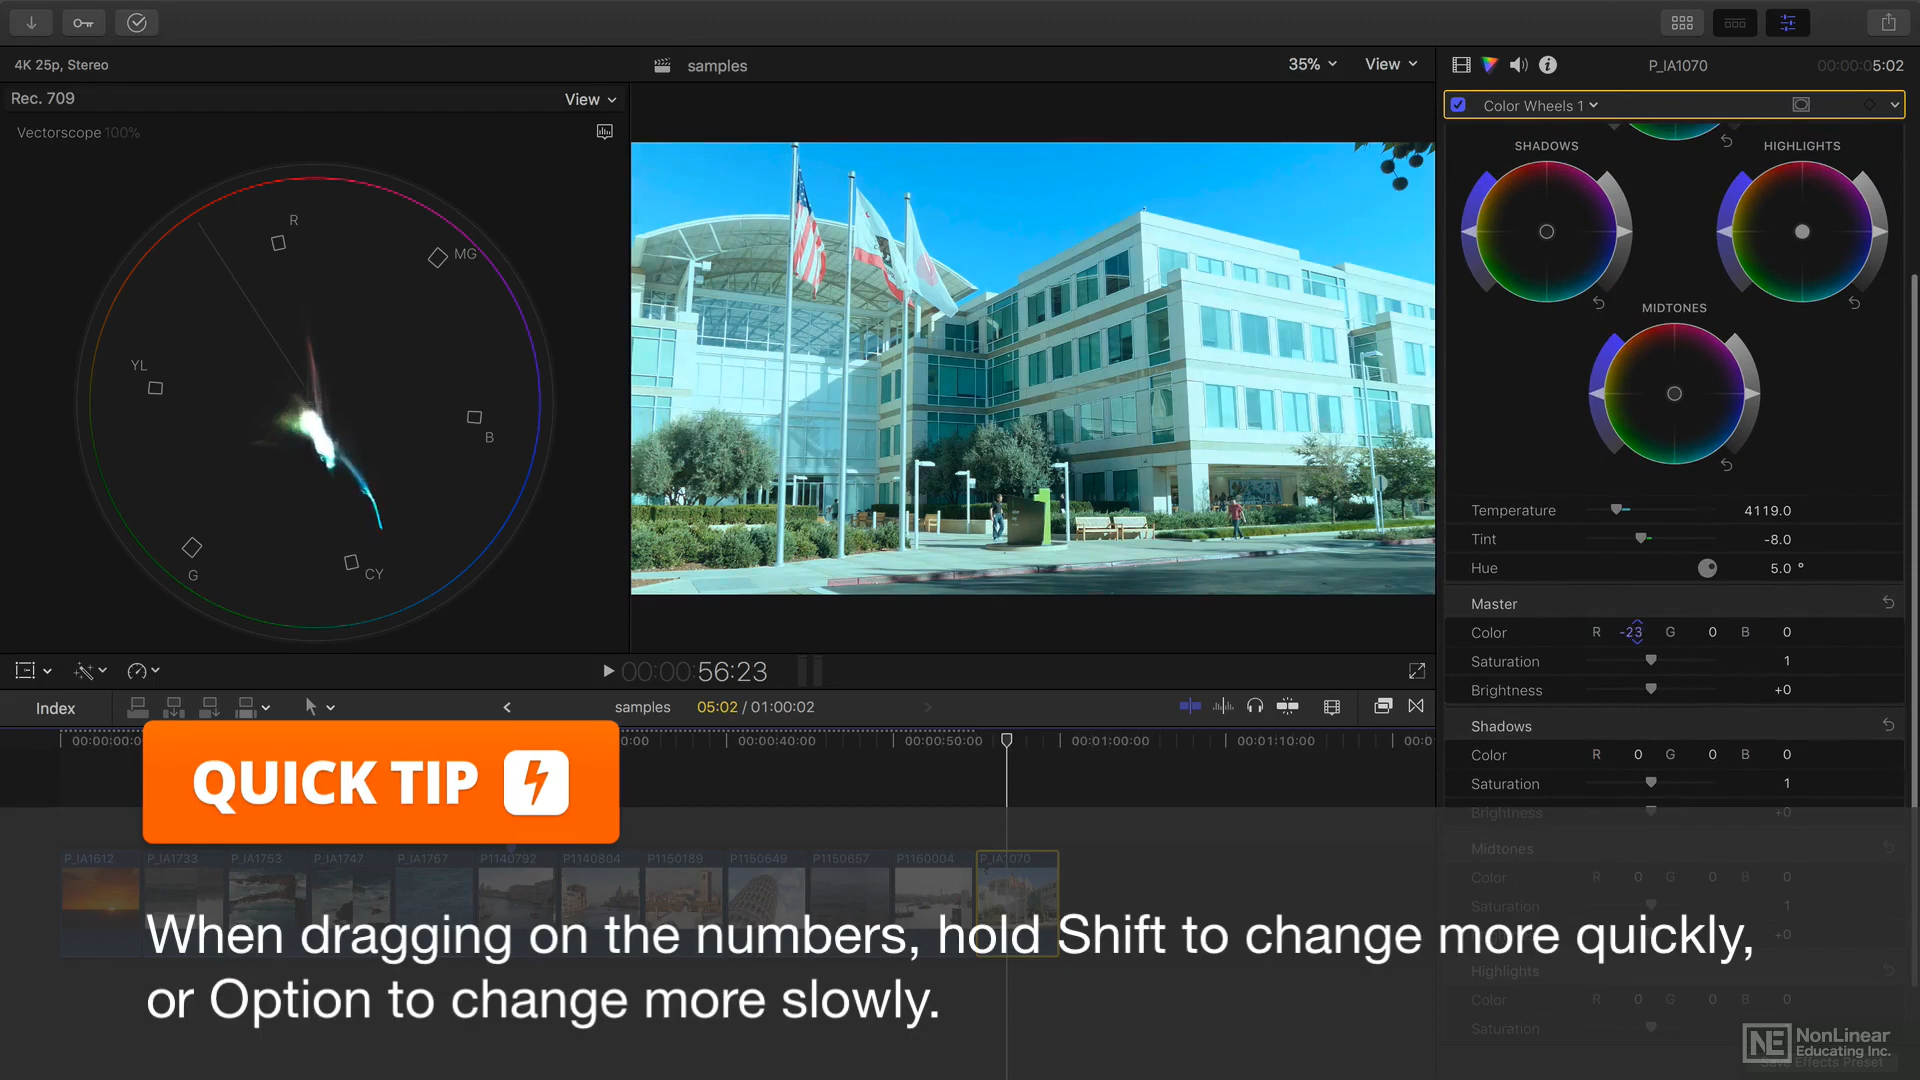 4K 25p, Stereo
samples
35%
View
P_IA1070
00:00:05:02
Rec. 709
View
Color Wheels 1
Vectorscope 100%
SHADOWS
HIGHLIGHTS
MIDTONES
R
MG
YL
B
G
CY
Temperature 4119.0
Tint -8.0
Hue 5.0 °
Master
Color R -23 G 0 B 0
Saturation 1
Brightness +0
00:00:56:23
Index
samples
05:02 / 01:00:02
Shadows
Color R 0 G 0 B 0
Saturation 1
Brightness +0
00:00:00:0
0:00
00:00:40:00
00:00:50:00
00:01:00:00
00:01:10:00
00:0
QUICK TIP
P_IA1612
P_IA1733
P_IA1753
P_IA1747
P_IA1767
P1140792
P1140804
P1150189
P1150649
P1150657
P1160004
P_IA1070
Midtones
Color R 0 G 0 B 0
Saturation 1
+0
When dragging on the numbers, hold Shift to change more quickly,
or Option to change more slowly.
Highlights
Color R 0 G 0 B 0
Saturation
NE NonLinear
Educating Inc.
Save Effects Preset